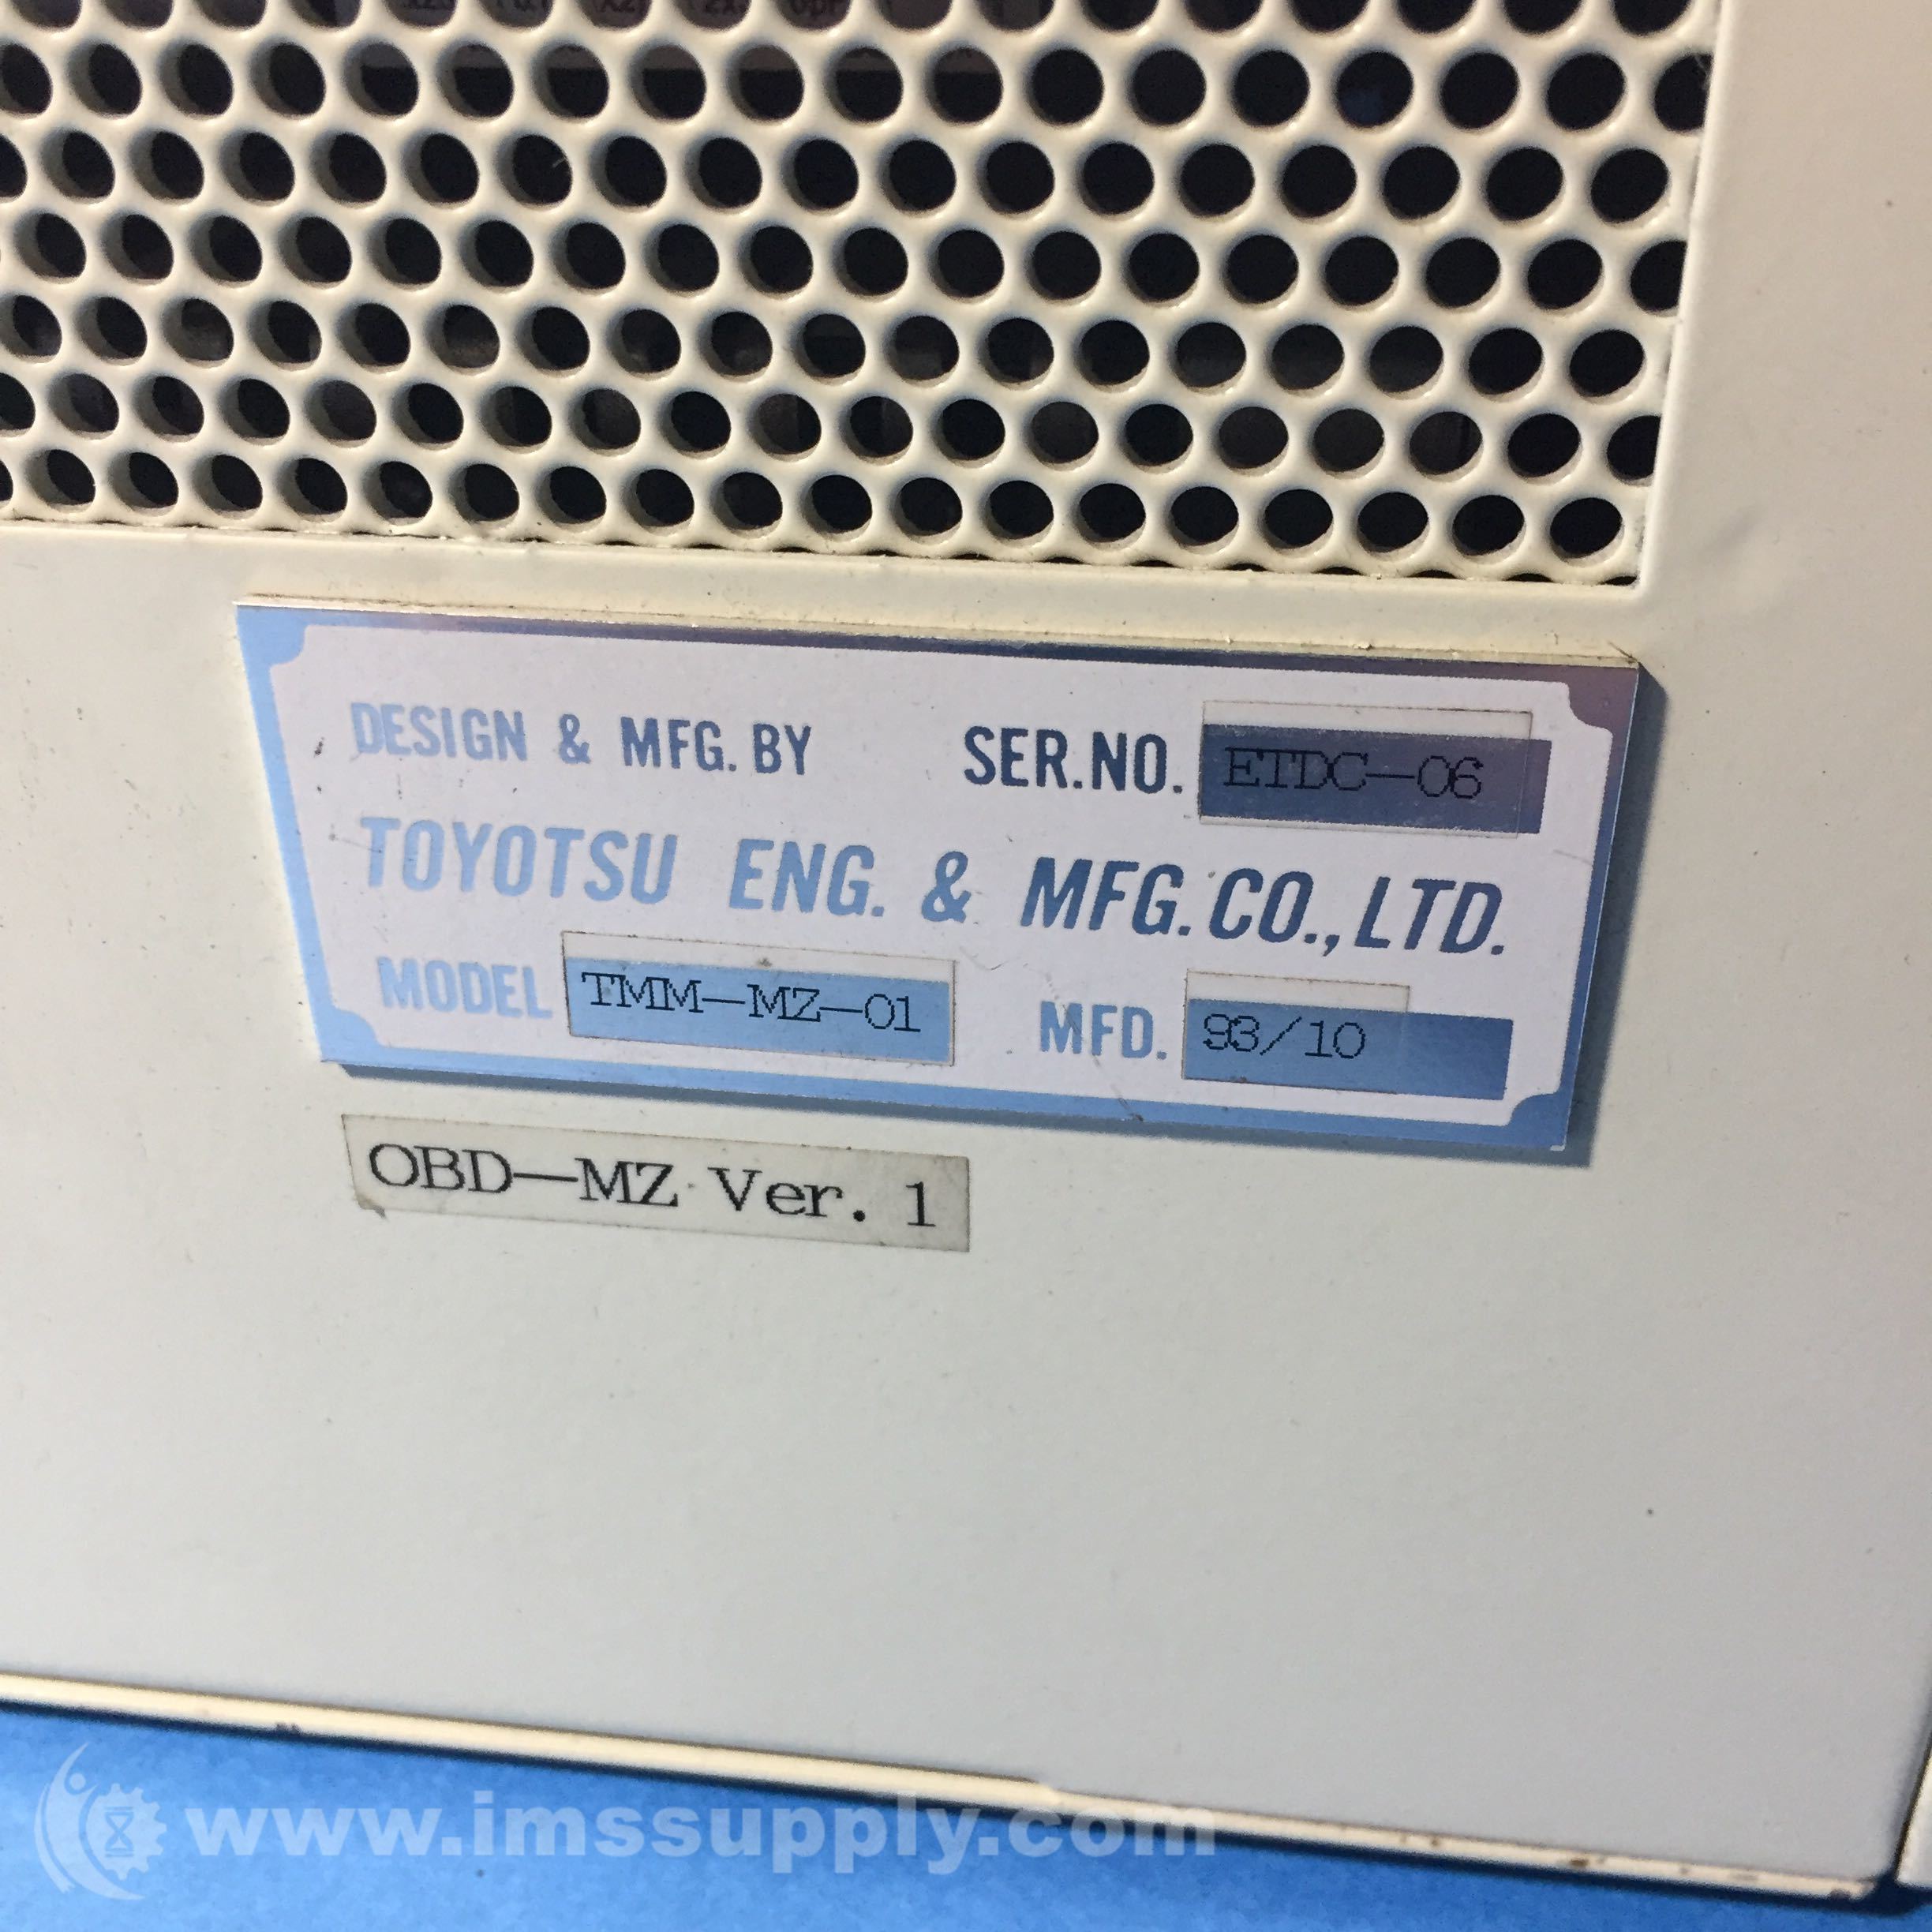 DESIGN & MFG. BY SER.NO. ETDC-06
TOYOTSU ENG. & MFG. CO., LTD.
MODEL TMM-MZ-01 MFD. 93/10
OBD-MZ Ver. 1
www.imssupply.com